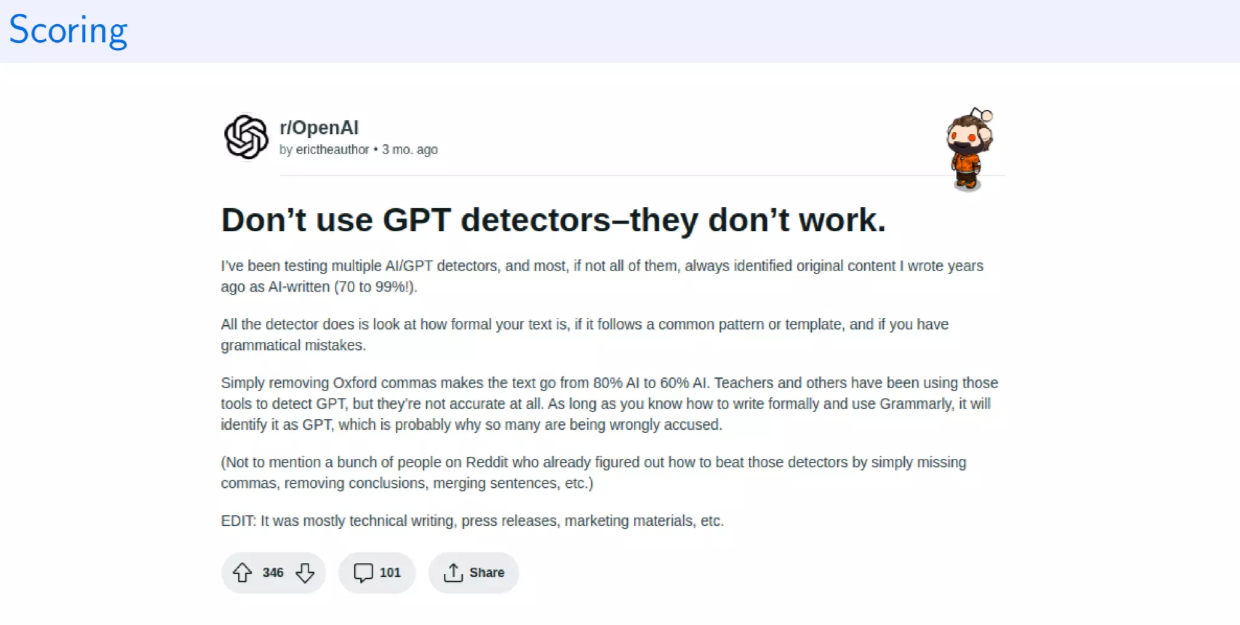 Scoring
r/OpenAI
by erictheauthor • 3 mo. ago
Don’t use GPT detectors–they don’t work.
I’ve been testing multiple AI/GPT detectors, and most, if not all of them, always identified original content I wrote years
ago as AI-written (70 to 99%!).
All the detector does is look at how formal your text is, if it follows a common pattern or template, and if you have
grammatical mistakes.
Simply removing Oxford commas makes the text go from 80% AI to 60% AI. Teachers and others have been using those
tools to detect GPT, but they’re not accurate at all. As long as you know how to write formally and use Grammarly, it will
identify it as GPT, which is probably why so many are being wrongly accused.
(Not to mention a bunch of people on Reddit who already figured out how to beat those detectors by simply missing
commas, removing conclusions, merging sentences, etc.)
EDIT: It was mostly technical writing, press releases, marketing materials, etc.
346 101 Share